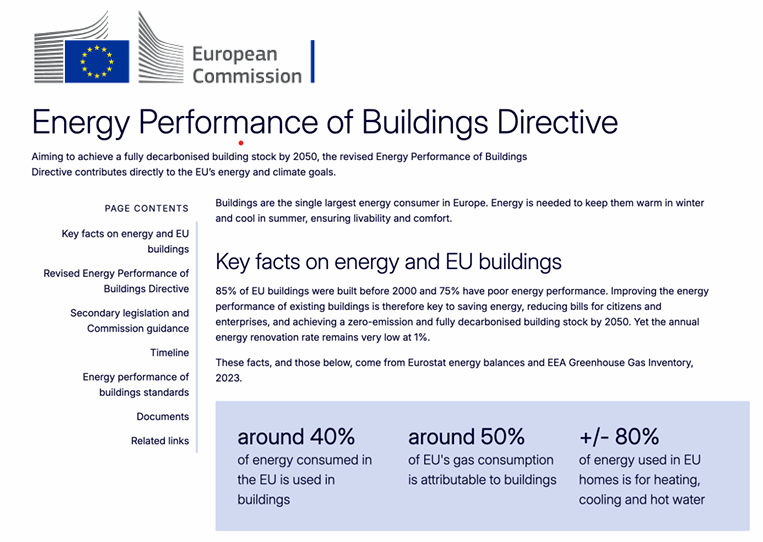 European
Commission
Energy Performance of Buildings Directive
Aiming to achieve a fully decarbonised building stock by 2050, the revised Energy Performance of Buildings
Directive contributes directly to the EU's energy and climate goals.
PAGE CONTENTS
Key facts on energy and EU
buildings
Revised Energy Performance of
Buildings Directive
Secondary legislation and
Commission guidance
Timeline
Energy performance of
buildings standards
Documents
Related links
Buildings are the single largest energy consumer in Europe. Energy is needed to keep them warm in winter
and cool in summer, ensuring livability and comfort.
Key facts on energy and EU buildings
85% of EU buildings were built before 2000 and 75% have poor energy performance. Improving the energy
performance of existing buildings is therefore key to saving energy, reducing bills for citizens and
enterprises, and achieving a zero-emission and fully decarbonised building stock by 2050. Yet the annual
energy renovation rate remains very low at 1%.
These facts, and those below, come from Eurostat energy balances and EEA Greenhouse Gas Inventory,
2023.
around 40%
of energy consumed in
the EU is used in
buildings
around 50%
of EU's gas consumption
is attributable to buildings
+/- 80%
of energy used in EU
homes is for heating,
cooling and hot water